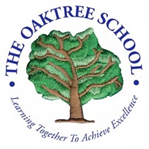 • THE OAKTREE SCHOOL •
Learning Together To Achieve Excellence